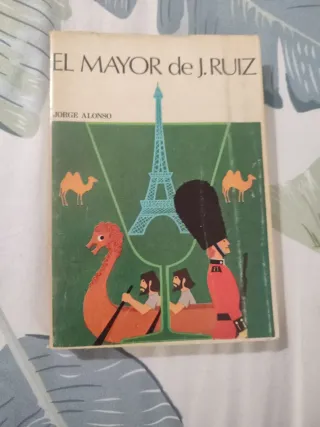 EL MAYOR de J. RUIZ
JORGE ALONSO